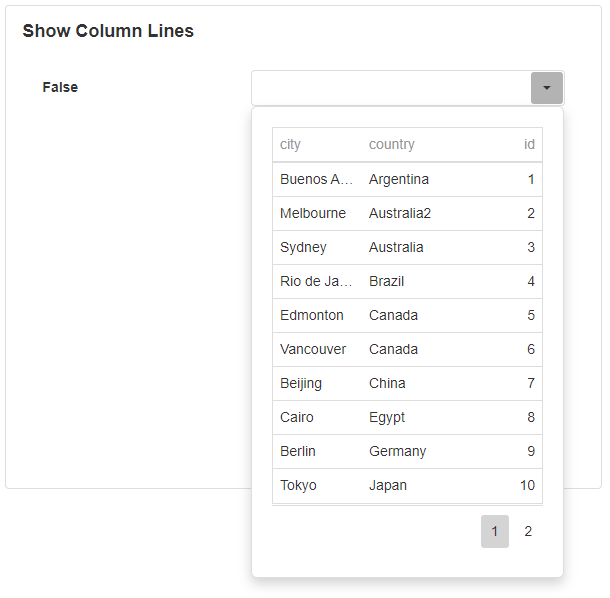 Show Column Lines
False
city country id
Buenos A... Argentina 1
Melbourne Australia2 2
Sydney Australia 3
Rio de Ja... Brazil 4
Edmonton Canada 5
Vancouver Canada 6
Beijing China 7
Cairo Egypt 8
Berlin Germany 9
Tokyo Japan 10
1 2